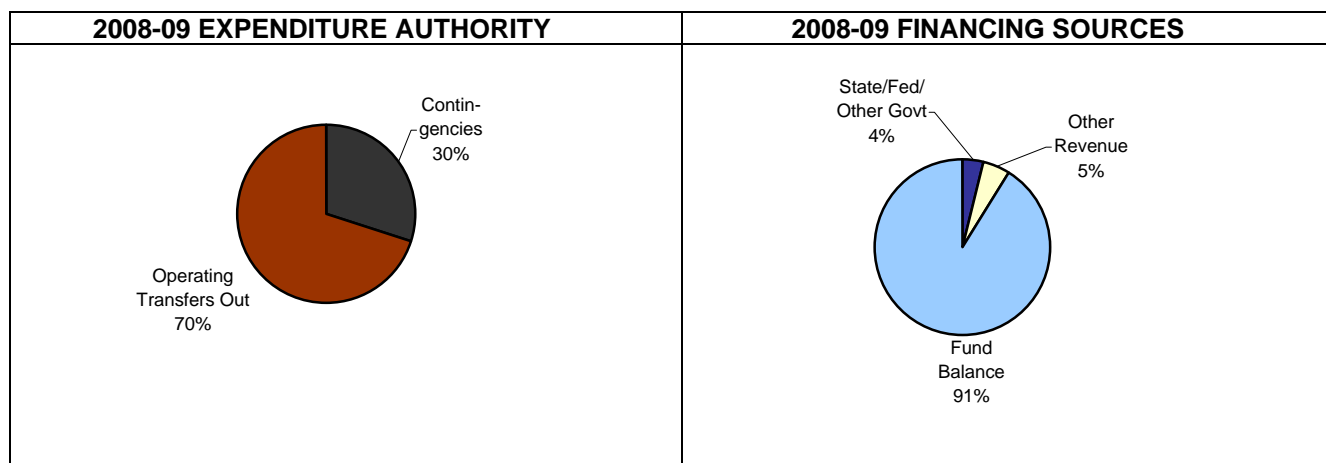 2008-09 EXPENDITURE AUTHORITY
Contin-
gencies
30%
Operating
Transfers Out
70%
2008-09 FINANCING SOURCES
State/Fed/
Other Govt
4%
Other
Revenue
5%
Fund
Balance
91%